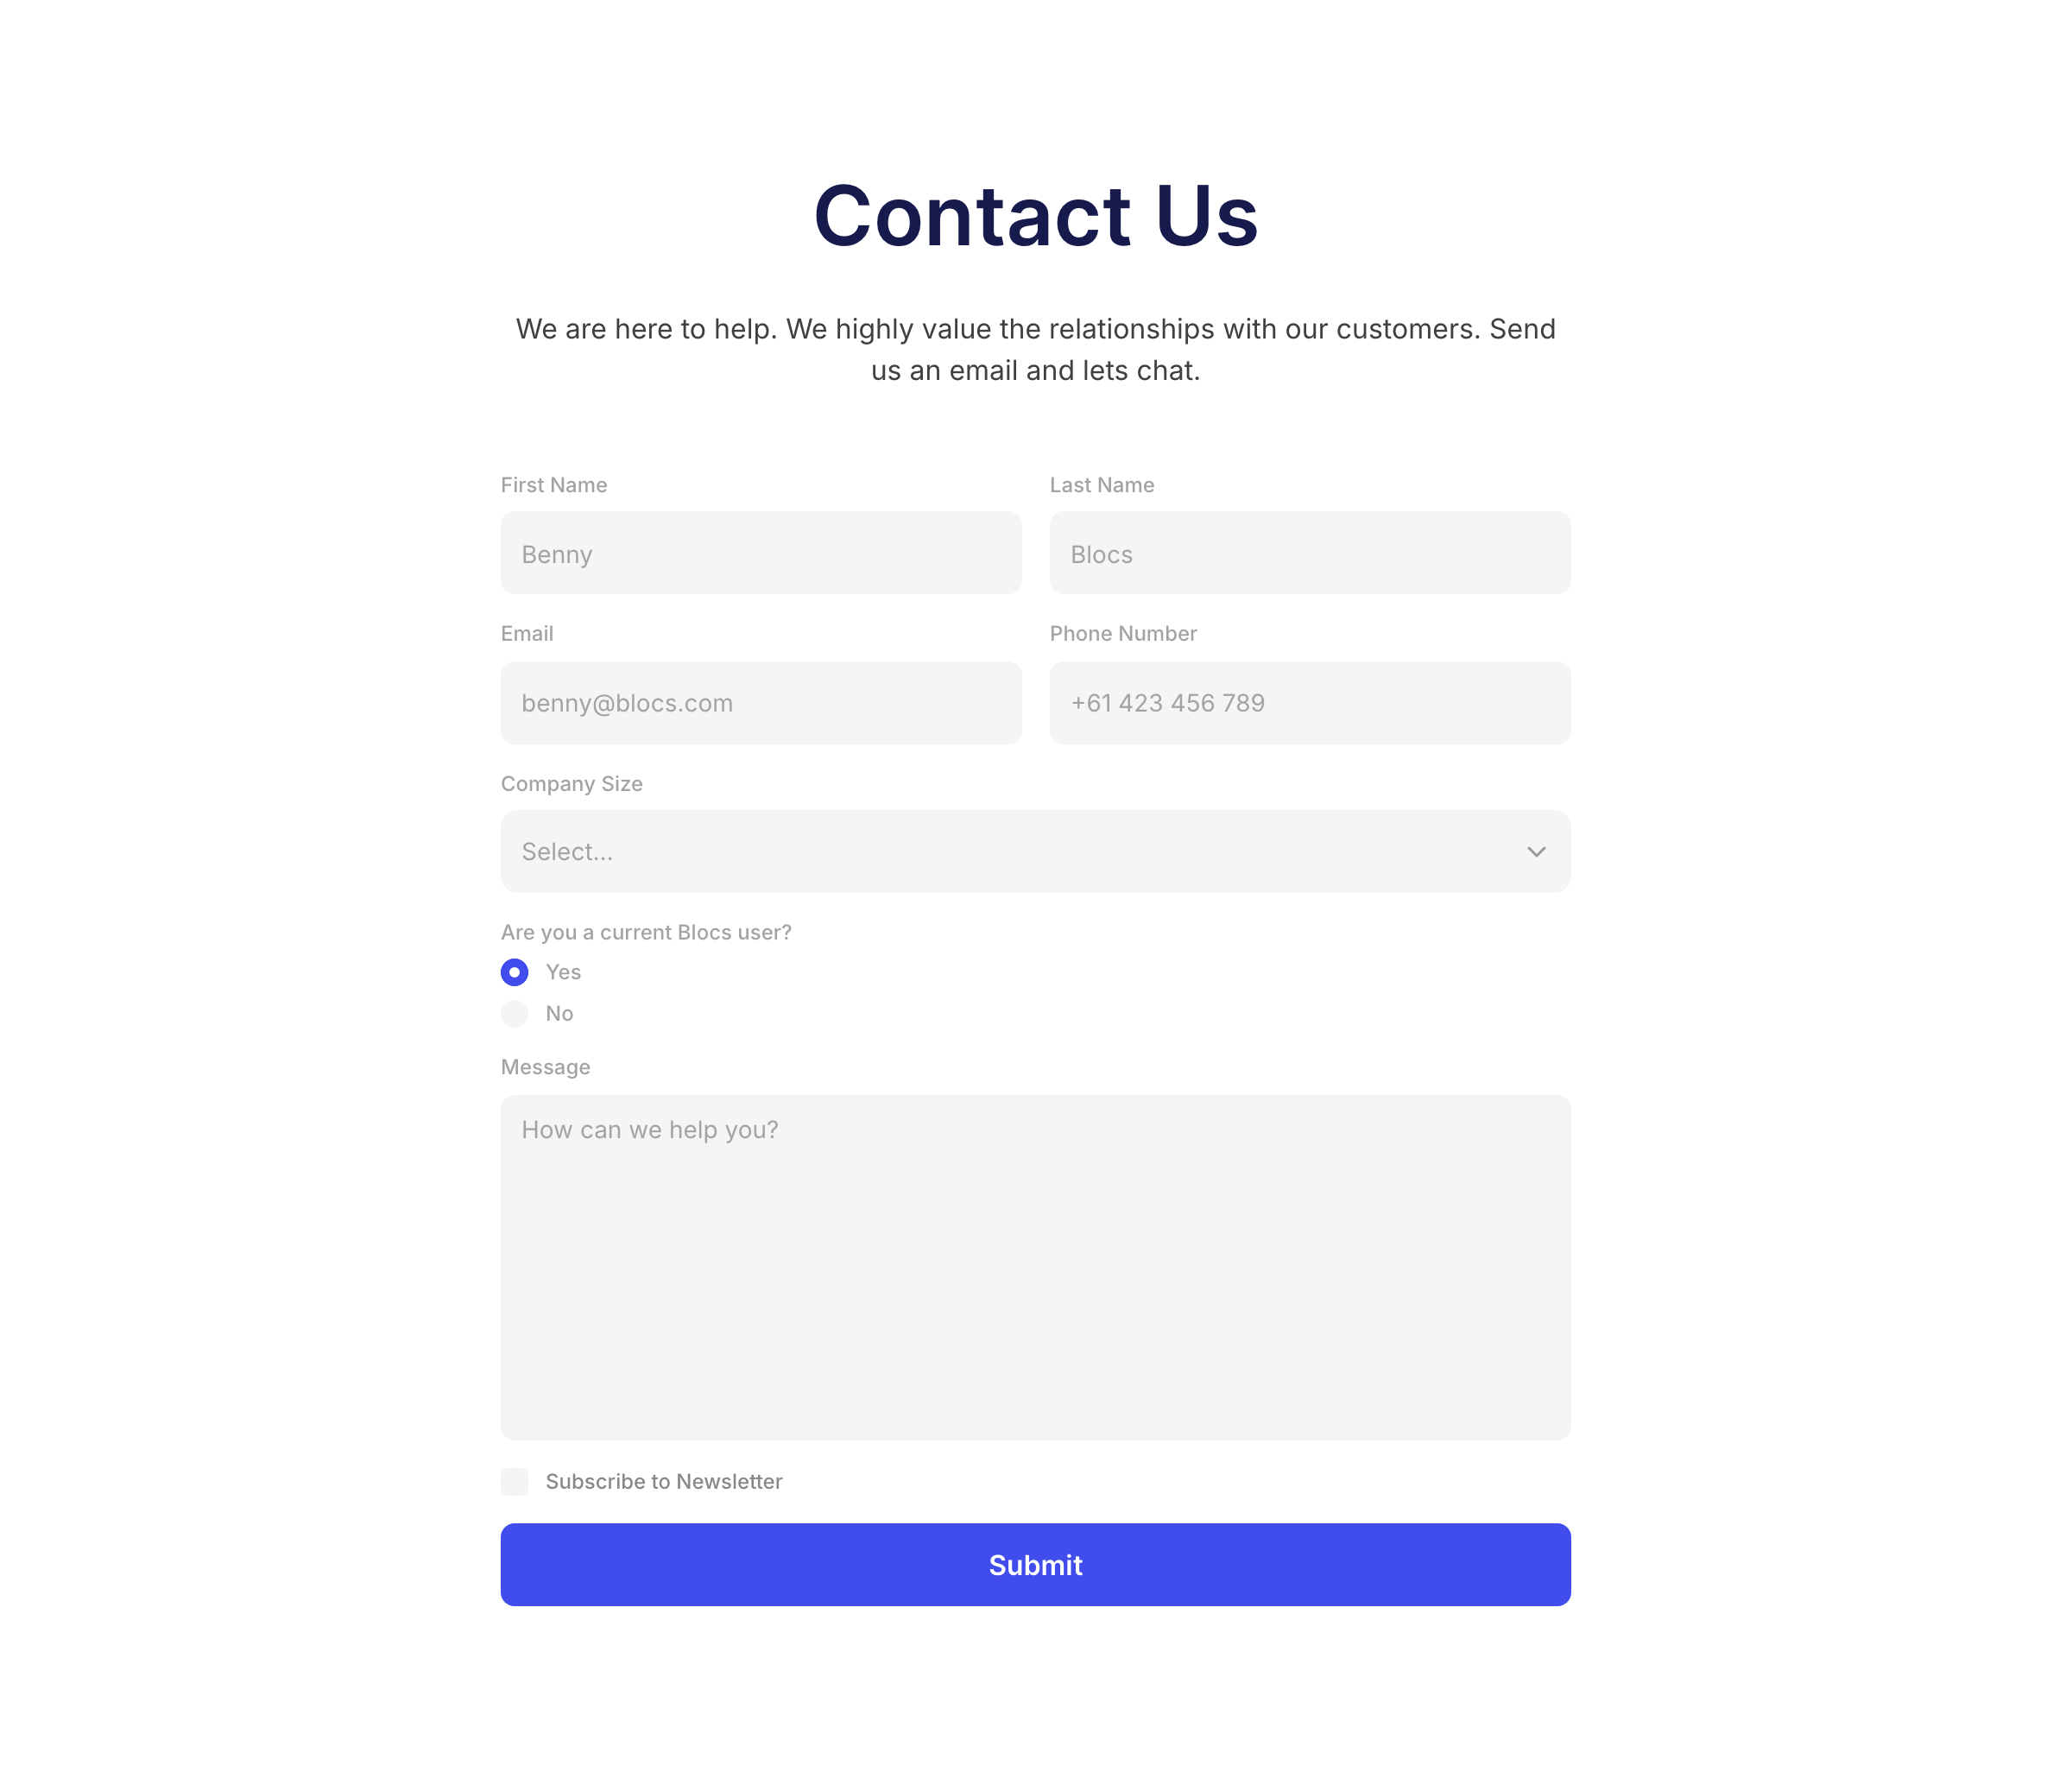 Contact Us
We are here to help. We highly value the relationships with our customers. Send
us an email and lets chat.
First Name
Last Name
Benny
Blocs
Email
Phone Number
benny@blocs.com
+61 423 456 789
Company Size
Select...
Are you a current Blocs user?
Yes
No
Message
How can we help you?
Subscribe to Newsletter
Submit